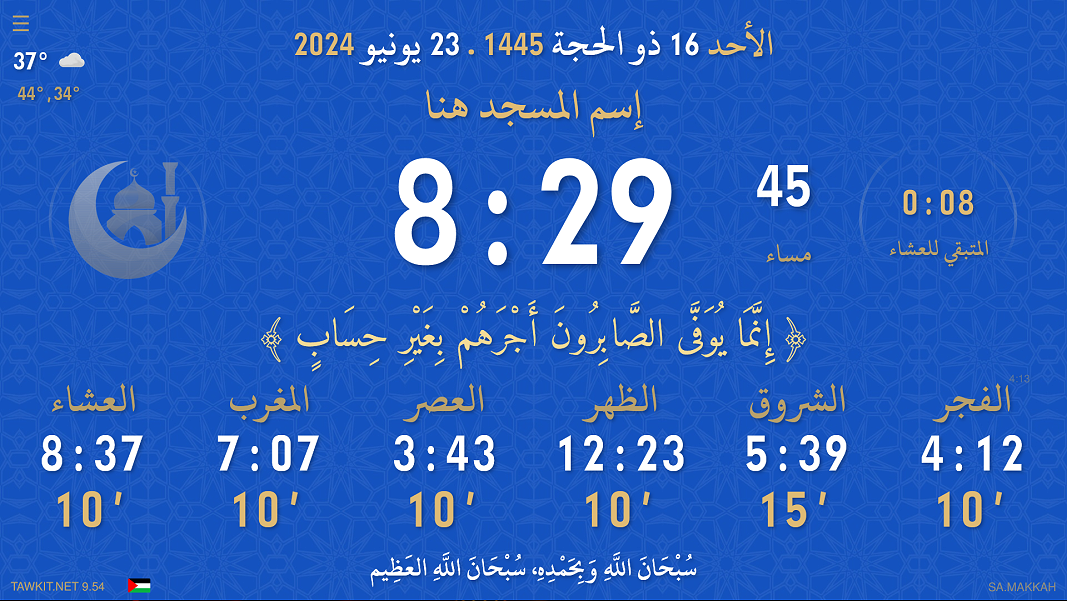 37°
44°,34°
الأحد 16 ذو الحجة 1445 . 23 يونيو 2024
إسم المسجد هنا
8:29
45
مساء
0:08
المتبقي للعشاء
﴿ إِنَّمَا يُوَفَّى الصَّابِرُونَ أَجْرَهُمْ بِغَيْرِ حِسَابٍ ﴾
4:13
الفجر الشروق الظهر العصر المغرب العشاء
4:12 5:39 12:23 3:43 7:07 8:37
10′ 15′ 10′ 10′ 10′ 10′
سُبْحَانَ اللَّهِ وَبِحَمْدِهِ، سُبْحَانَ اللَّهِ العَظِيم
TAWKIT.NET 9.54
SA.MAKKAH